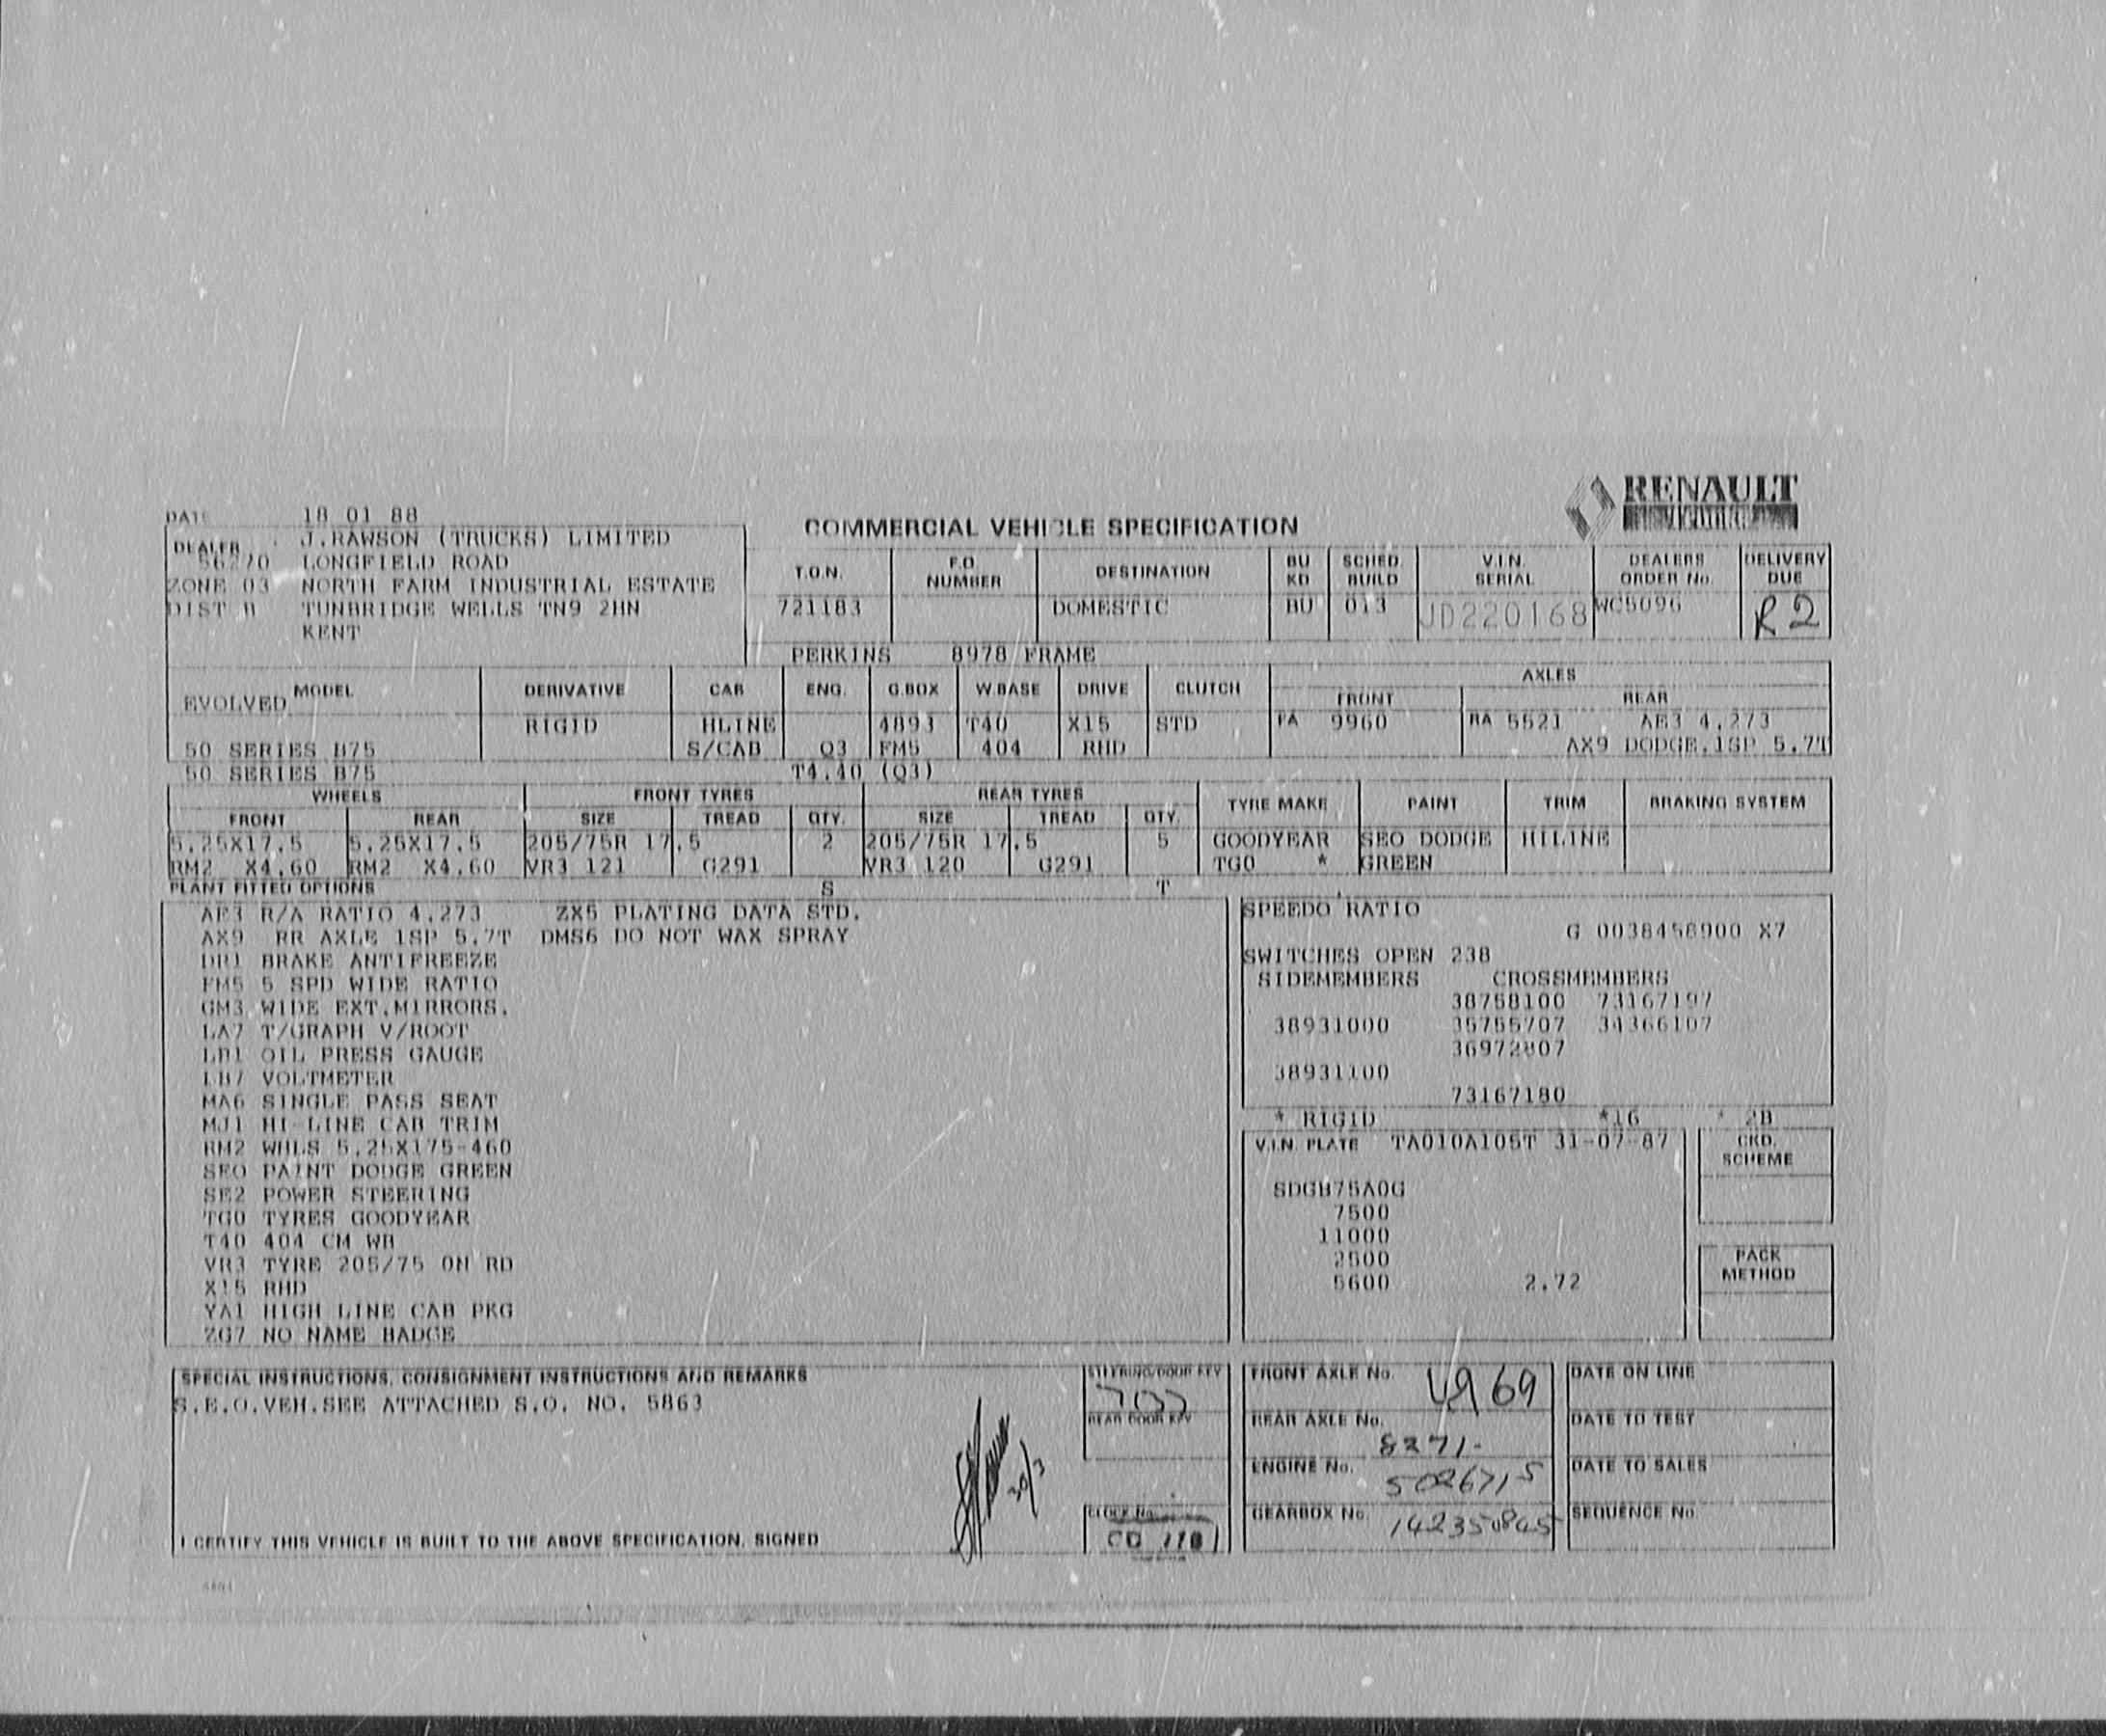 RENAULT
DATE 18 01 88
COMMERCIAL VEHICLE SPECIFICATION
DEALER J.RAWSON (TRUCKS) LIMITED
56270 LONGFIELD ROAD
ZONE 03 NORTH FARM INDUSTRIAL ESTATE
DIST B TUNBRIDGE WELLS TN9 2HN
KENT
T.O.N. F.O. NUMBER DESTINATION BU KD SCHED. BUILD V.I.N. SERIAL DEALERS ORDER No. DELIVERY DUE
721183 DOMESTIC BU 013 JD220168 WC5096 R2
PERKINS 8978 FRAME
MODEL DERIVATIVE CAB ENG. G.BOX W.BASE DRIVE CLUTCH AXLES
FRONT REAR
EVOLVED
RIGID HLINE 4893 T40 X15 STD FA 9960 RA 5521 AE3 4.273
50 SERIES B75 S/CAB Q3 FM5 404 RHD AX9 DODGE.1SP 5.7T
50 SERIES B75 T4.40 (Q3)
WHEELS FRONT TYRES REAR TYRES TYRE MAKE PAINT TRIM BRAKING SYSTEM
FRONT REAR SIZE TREAD QTY. SIZE TREAD QTY.
5.25X17.5 5.25X17.5 205/75R 17.5 2 205/75R 17.5 5 GOODYEAR SEO DODGE HILINE
RM2 X4.60 RM2 X4.60 VR3 121 G291 VR3 120 G291 TG0 * GREEN
PLANT FITTED OPTIONS S T
AE3 R/A RATIO 4.273 ZX5 PLATING DATA STD.
AX9 RR AXLE 1SP 5.7T DMS6 DO NOT WAX SPRAY
DR1 BRAKE ANTIFREEZE
FM5 5 SPD WIDE RATIO
GM3 WIDE EXT.MIRRORS.
LA7 T/GRAPH V/ROOT
LB1 OIL PRESS GAUGE
LB7 VOLTMETER
MA6 SINGLE PASS SEAT
MJ1 HI-LINE CAB TRIM
RM2 WHLS 5.25X175-460
SEO PAINT DODGE GREEN
SE2 POWER STEERING
TG0 TYRES GOODYEAR
T40 404 CM WB
VR3 TYRE 205/75 ON RD
X15 RHD
YA1 HIGH LINE CAB PKG
ZG7 NO NAME BADGE
SPEEDO RATIO
G 0038458900 X7
SWITCHES OPEN 238
SIDEMEMBERS CROSSMEMBERS
38758100 73167197
38931000 35755707 34366107
36972807
38931100
73167180
* RIGID *16 * 2B
V.I.N. PLATE TA010A105T 31-07-87
SDGB75A0G
7500
11000
2500
5600 2.72
CKD. SCHEME
PACK METHOD
SPECIAL INSTRUCTIONS, CONSIGNMENT INSTRUCTIONS AND REMARKS
S.E.O.VEH.SEE ATTACHED S.O. NO. 5863
I CERTIFY THIS VEHICLE IS BUILT TO THE ABOVE SPECIFICATION, SIGNED
30/3
STEERING/DOOR KEY
REAR DOOR KEY
CLOCK No.
CO 118
FRONT AXLE No.
REAR AXLE No. 8271
ENGINE No. 5026715
GEARBOX No.
DATE ON LINE
DATE TO TEST
DATE TO SALES
SEQUENCE No.